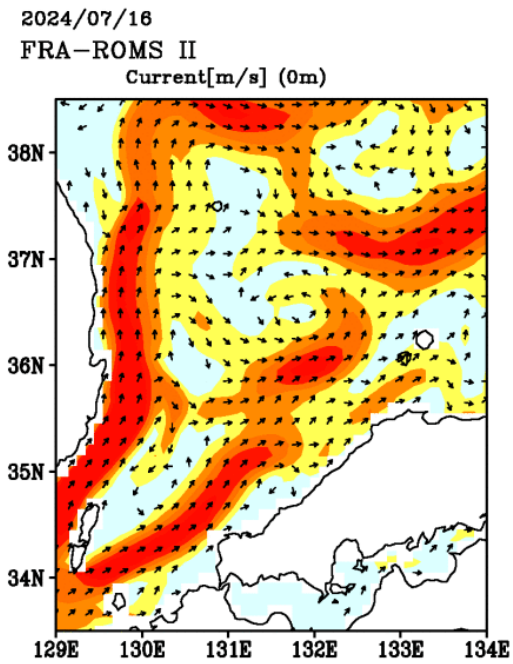 2024/07/16
FRA-ROMS II
Current[m/s] (0m)
38N
37N
36N
35N
34N
129E 130E 131E 132E 133E 134E